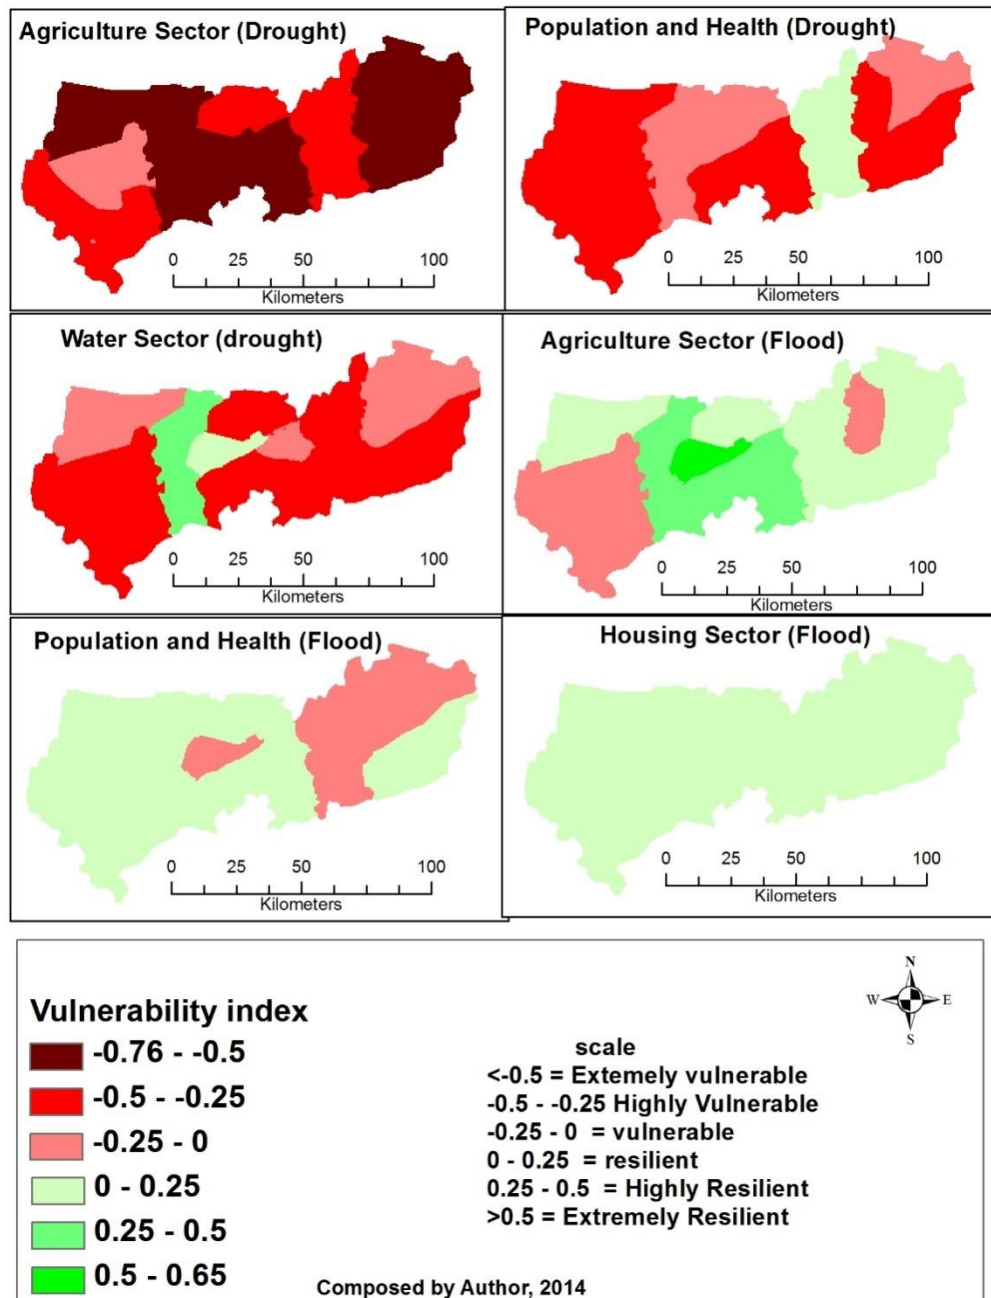 Agriculture Sector (Drought)
0 25 50 100
Kilometers
Population and Health (Drought)
0 25 50 100
Kilometers
Water Sector (drought)
0 25 50 100
Kilometers
Agriculture Sector (Flood)
0 25 50 100
Kilometers
Population and Health (Flood)
0 25 50 100
Kilometers
Housing Sector (Flood)
0 25 50 100
Kilometers
Vulnerability index
-0.76 - -0.5
-0.5 - -0.25
-0.25 - 0
0 - 0.25
0.25 - 0.5
0.5 - 0.65
N
W E
S
scale
<-0.5 = Extemely vulnerable
-0.5 - -0.25 Highly Vulnerable
-0.25 - 0 = vulnerable
0 - 0.25 = resilient
0.25 - 0.5 = Highly Resilient
>0.5 = Extremely Resilient
Composed by Author, 2014